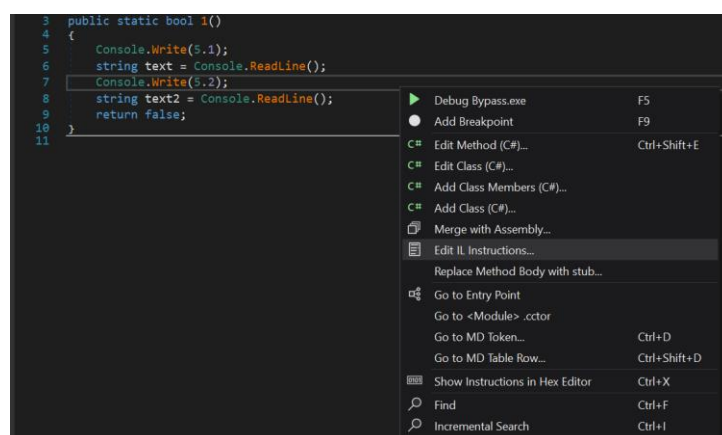 3 public static bool 1()
4 {
5 Console.Write(5.1);
6 string text = Console.ReadLine();
7 Console.Write(5.2);
8 string text2 = Console.ReadLine();
9 return false;
10 }
11
Debug Bypass.exe F5
Add Breakpoint F9
C# Edit Method (C#)... Ctrl+Shift+E
C# Edit Class (C#)...
C# Add Class Members (C#)...
C# Add Class (C#)...
Merge with Assembly...
Edit IL Instructions...
Replace Method Body with stub...
Go to Entry Point
Go to <Module> .cctor
Go to MD Token... Ctrl+D
Go to MD Table Row... Ctrl+Shift+D
Show Instructions in Hex Editor Ctrl+X
Find Ctrl+F
Incremental Search Ctrl+I